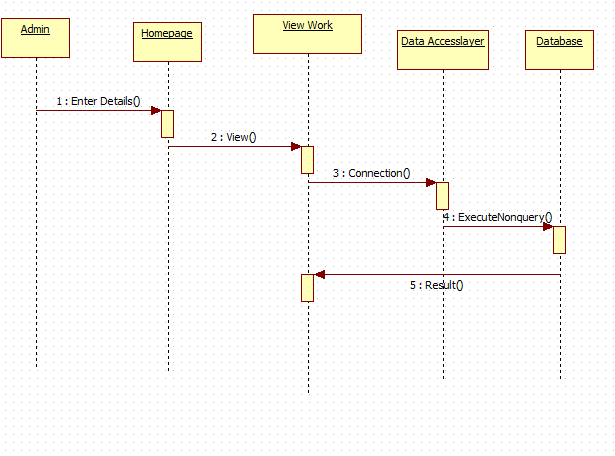 Admin
Homepage
View Work
Data Accesslayer
Database
1 : Enter Details()
2 : View()
3 : Connection()
4 : ExecuteNonquery()
5 : Result()